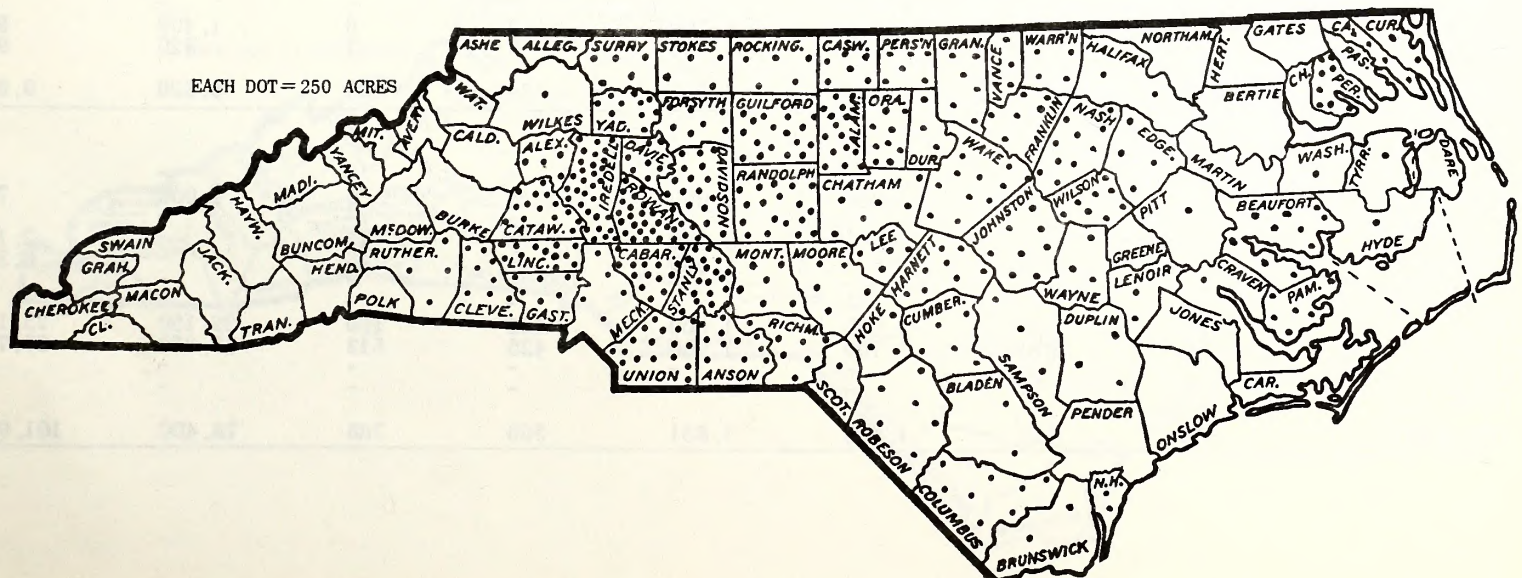 EACH DOT = 250 ACRES
ASHE
ALLEG.
SURRY
STOKES
ROCKING.
CASW.
PERS'N
GRAN.
VANCE
WARR'N
HALIFAX
NORTHAM.
HERT.
GATES
CA.
CUR.
PAS.
PER.
CH.
BERTIE
WAT.
WILKES
YAD.
FORSYTH
GUILFORD
ALAM.
ORA.
DUR.
FRANKLIN
NASH
EDGE.
MARTIN
WASH.
TYRR.
DARE
MIT.
AVERY
CALD.
ALEX.
IREDELL
DAVIE
DAVIDSON
RANDOLPH
CHATHAM
WAKE
WILSON
PITT
BEAUFORT
HYDE
MADI.
YANCEY
BURKE
CATAW.
ROWAN
JOHNSTON
GREENE
HAYW.
BUNCOM.
McDOW.
LINC.
CABAR.
STANLY
MONT.
MOORE
LEE
HARNETT
WAYNE
LENOIR
CRAVEN
PAM.
SWAIN
GRAH.
JACK.
HEND.
RUTHER.
CHEROKEE
MACON
CL.
TRAN.
POLK
CLEVE.
GAST.
MECK.
UNION
ANSON
RICHM.
HOKE
CUMBER.
SAMPSON
DUPLIN
JONES
CAR.
SCOT.
ROBESON
BLADEN
PENDER
ONSLOW
COLUMBUS
N.H.
BRUNSWICK